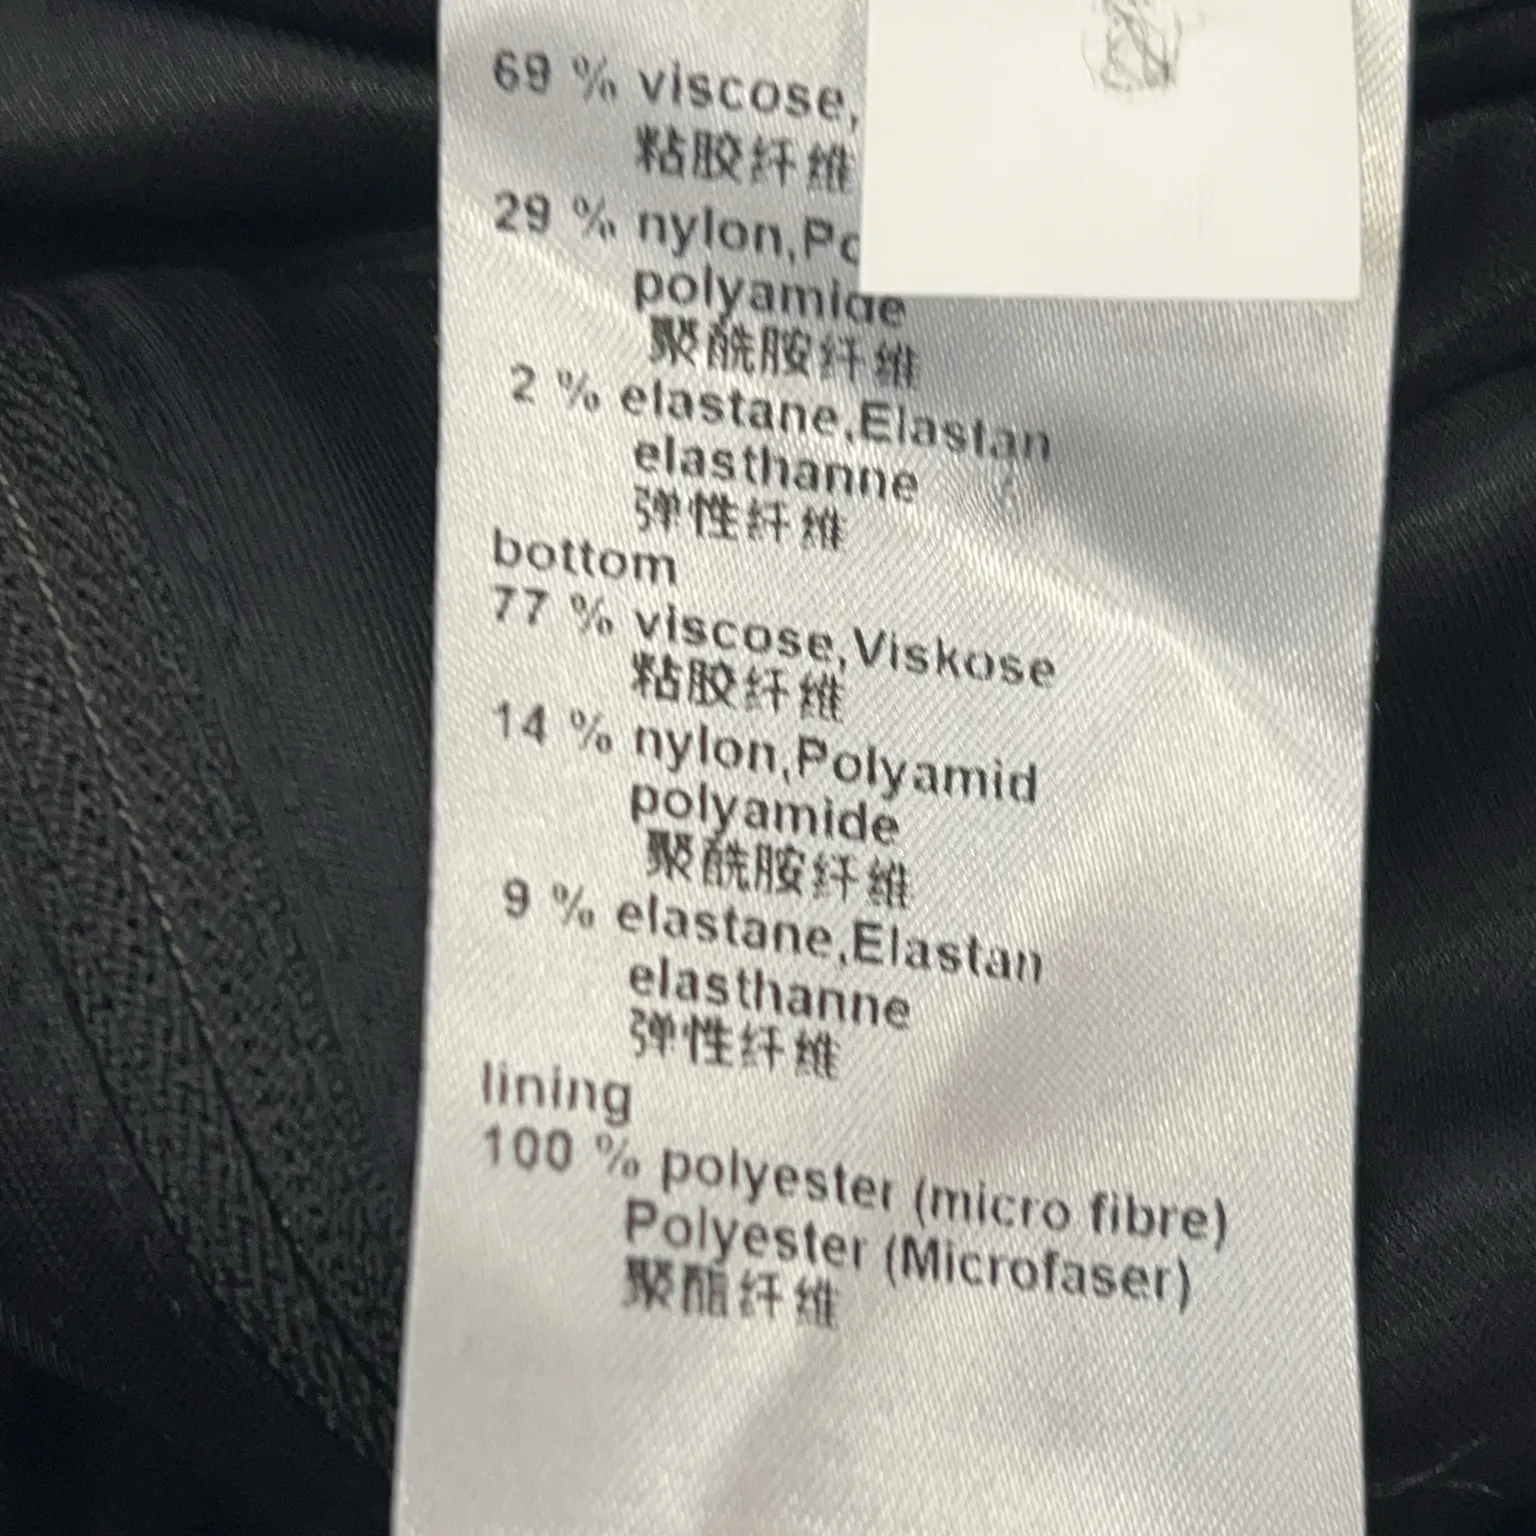 69 % viscose,
粘胶纤维
29 % nylon,
polyamide
聚酰胺纤维
2 % elastane,Elastan
elasthanne
弹性纤维
bottom
77 % viscose,Viskose
粘胶纤维
14 % nylon,Polyamid
polyamide
聚酰胺纤维
9 % elastane,Elastan
elasthanne
弹性纤维
lining
100 % polyester (micro fibre)
Polyester (Microfaser)
聚酯纤维